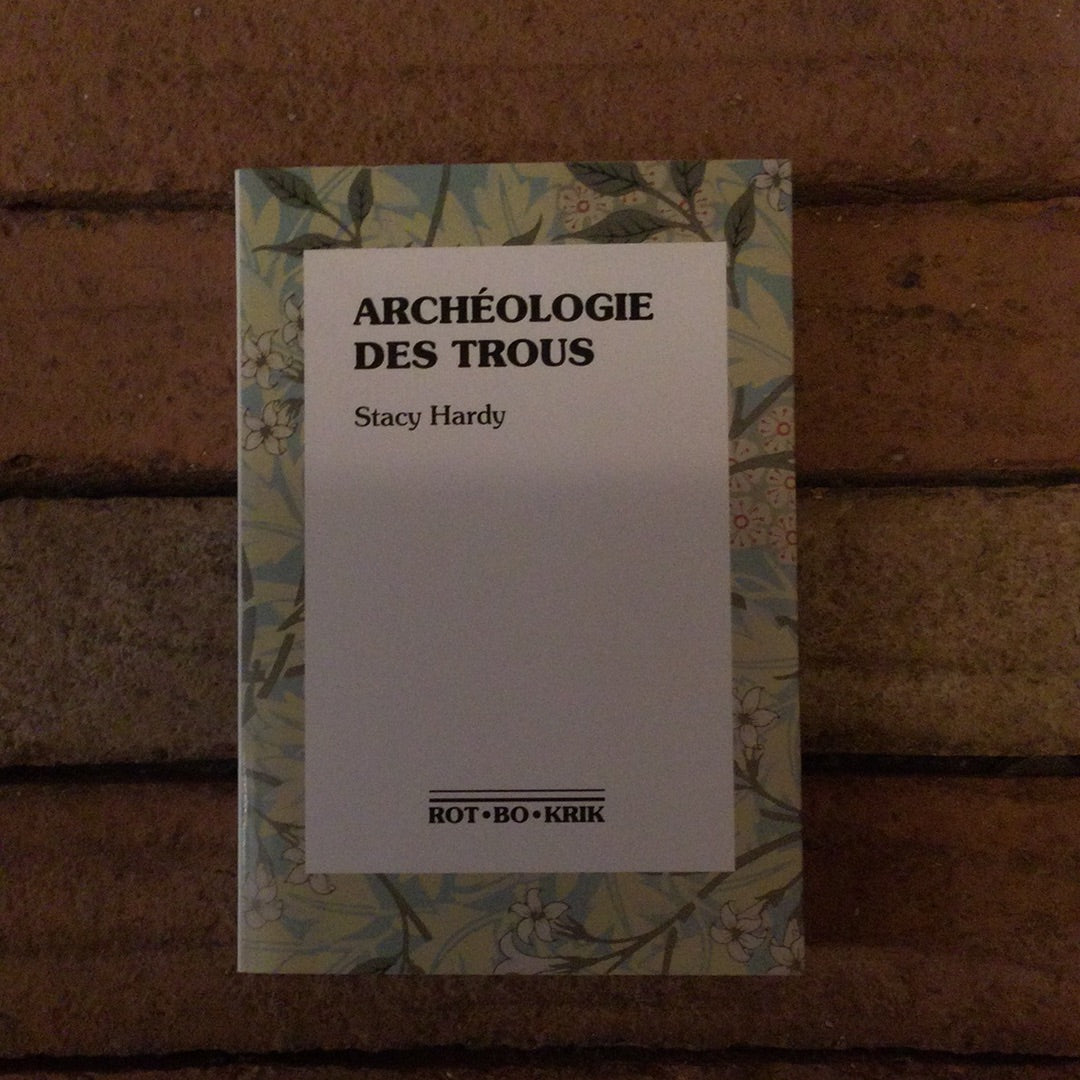 ARCHÉOLOGIE
DES TROUS
Stacy Hardy
ROT•BO•KRIK